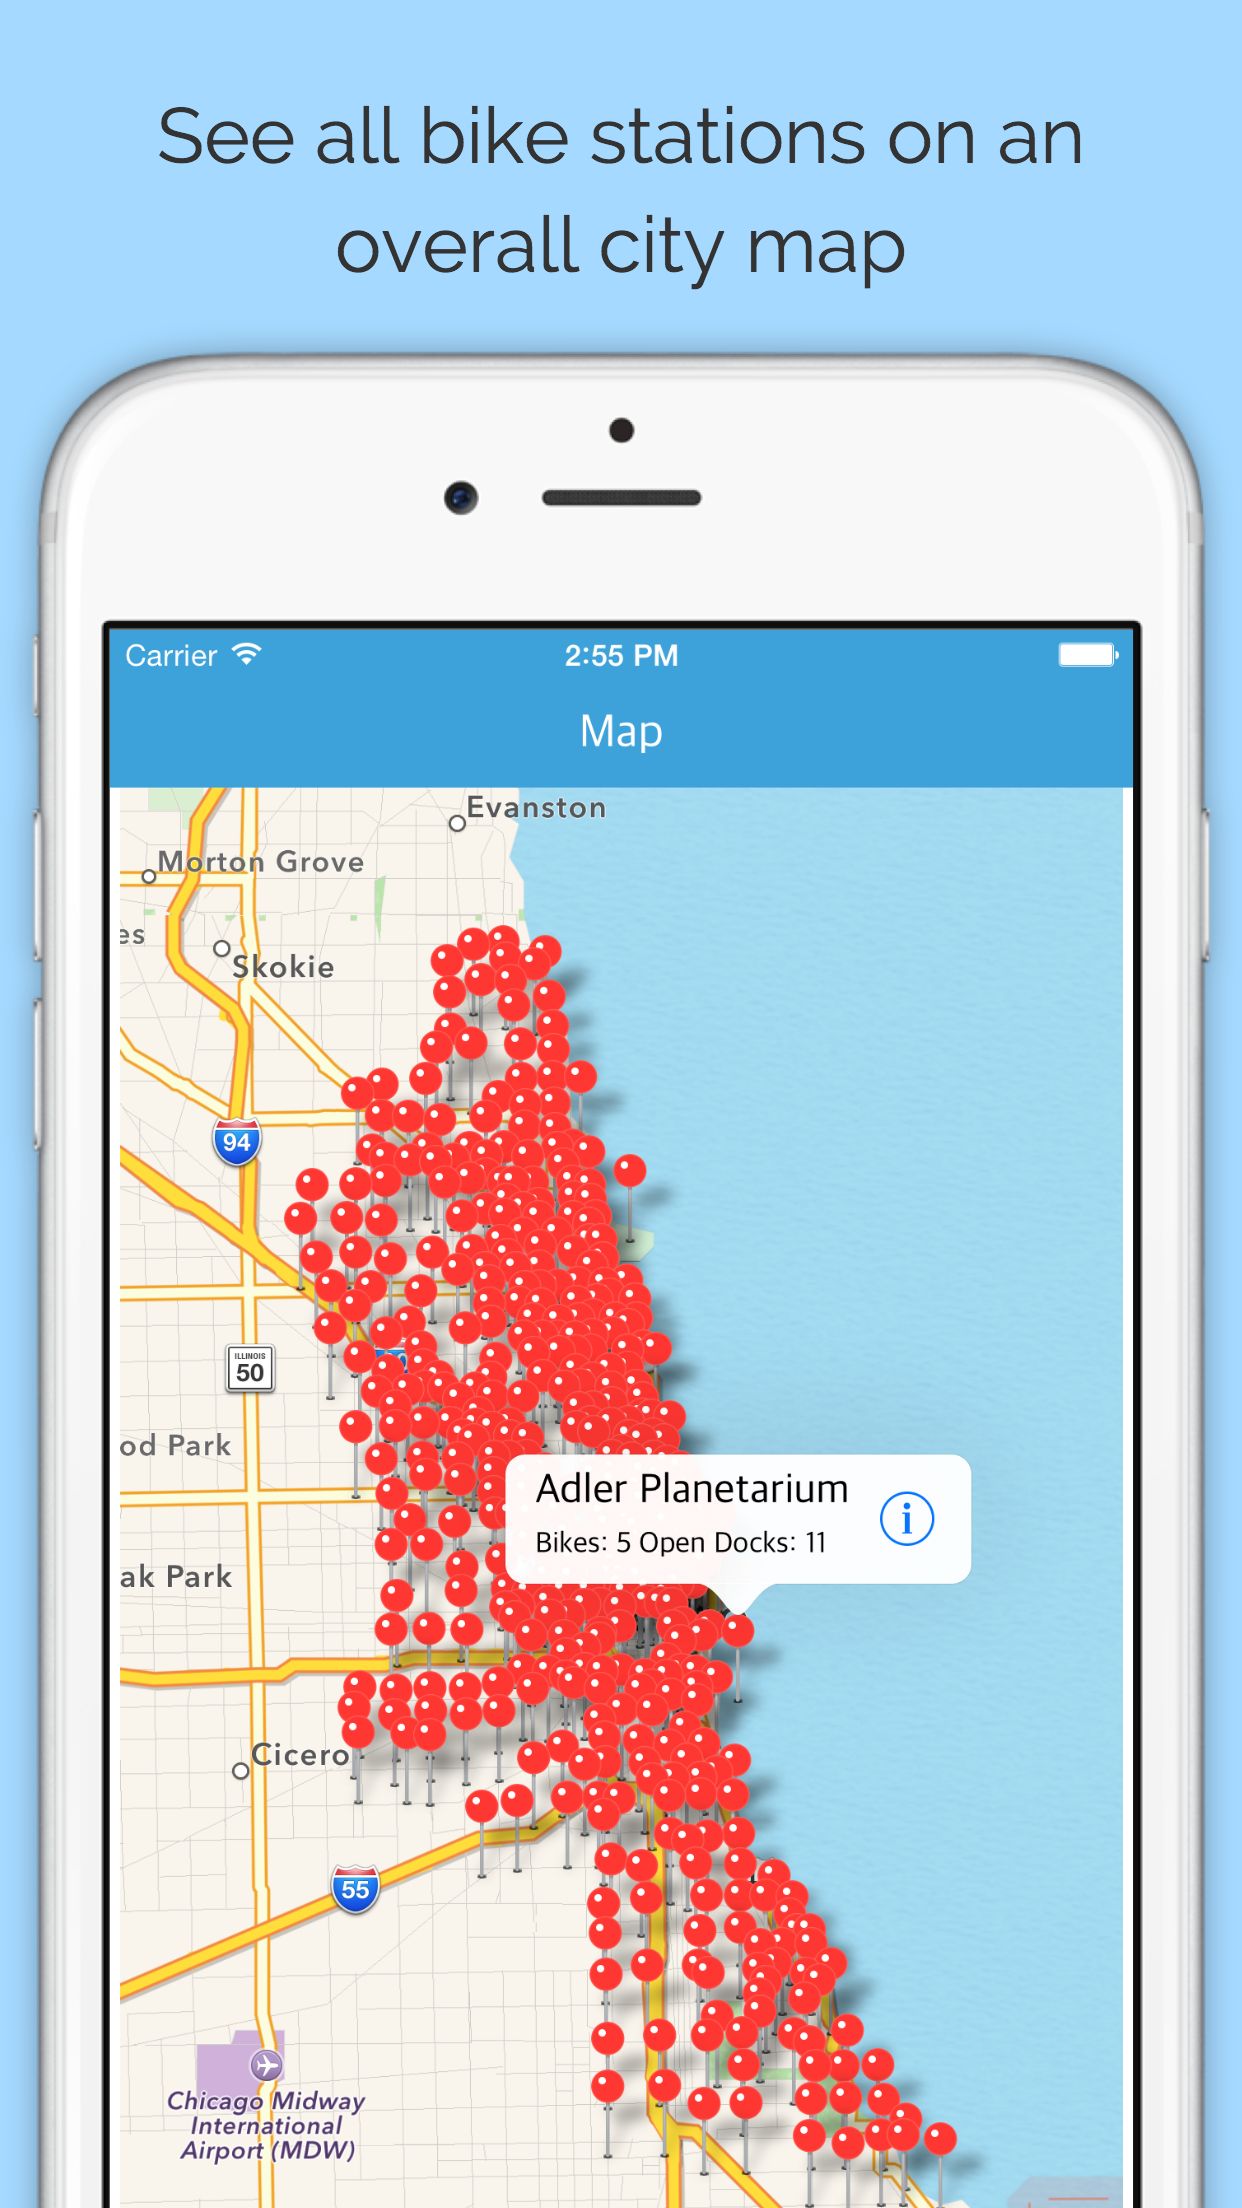 See all bike stations on an
overall city map
Carrier
2:55 PM
Map
Evanston
Morton Grove
es
Skokie
94
ILLINOIS
50
od Park
Adler Planetarium
Bikes: 5 Open Docks: 11
i
ak Park
Cicero
55
Chicago Midway
International
Airport (MDW)